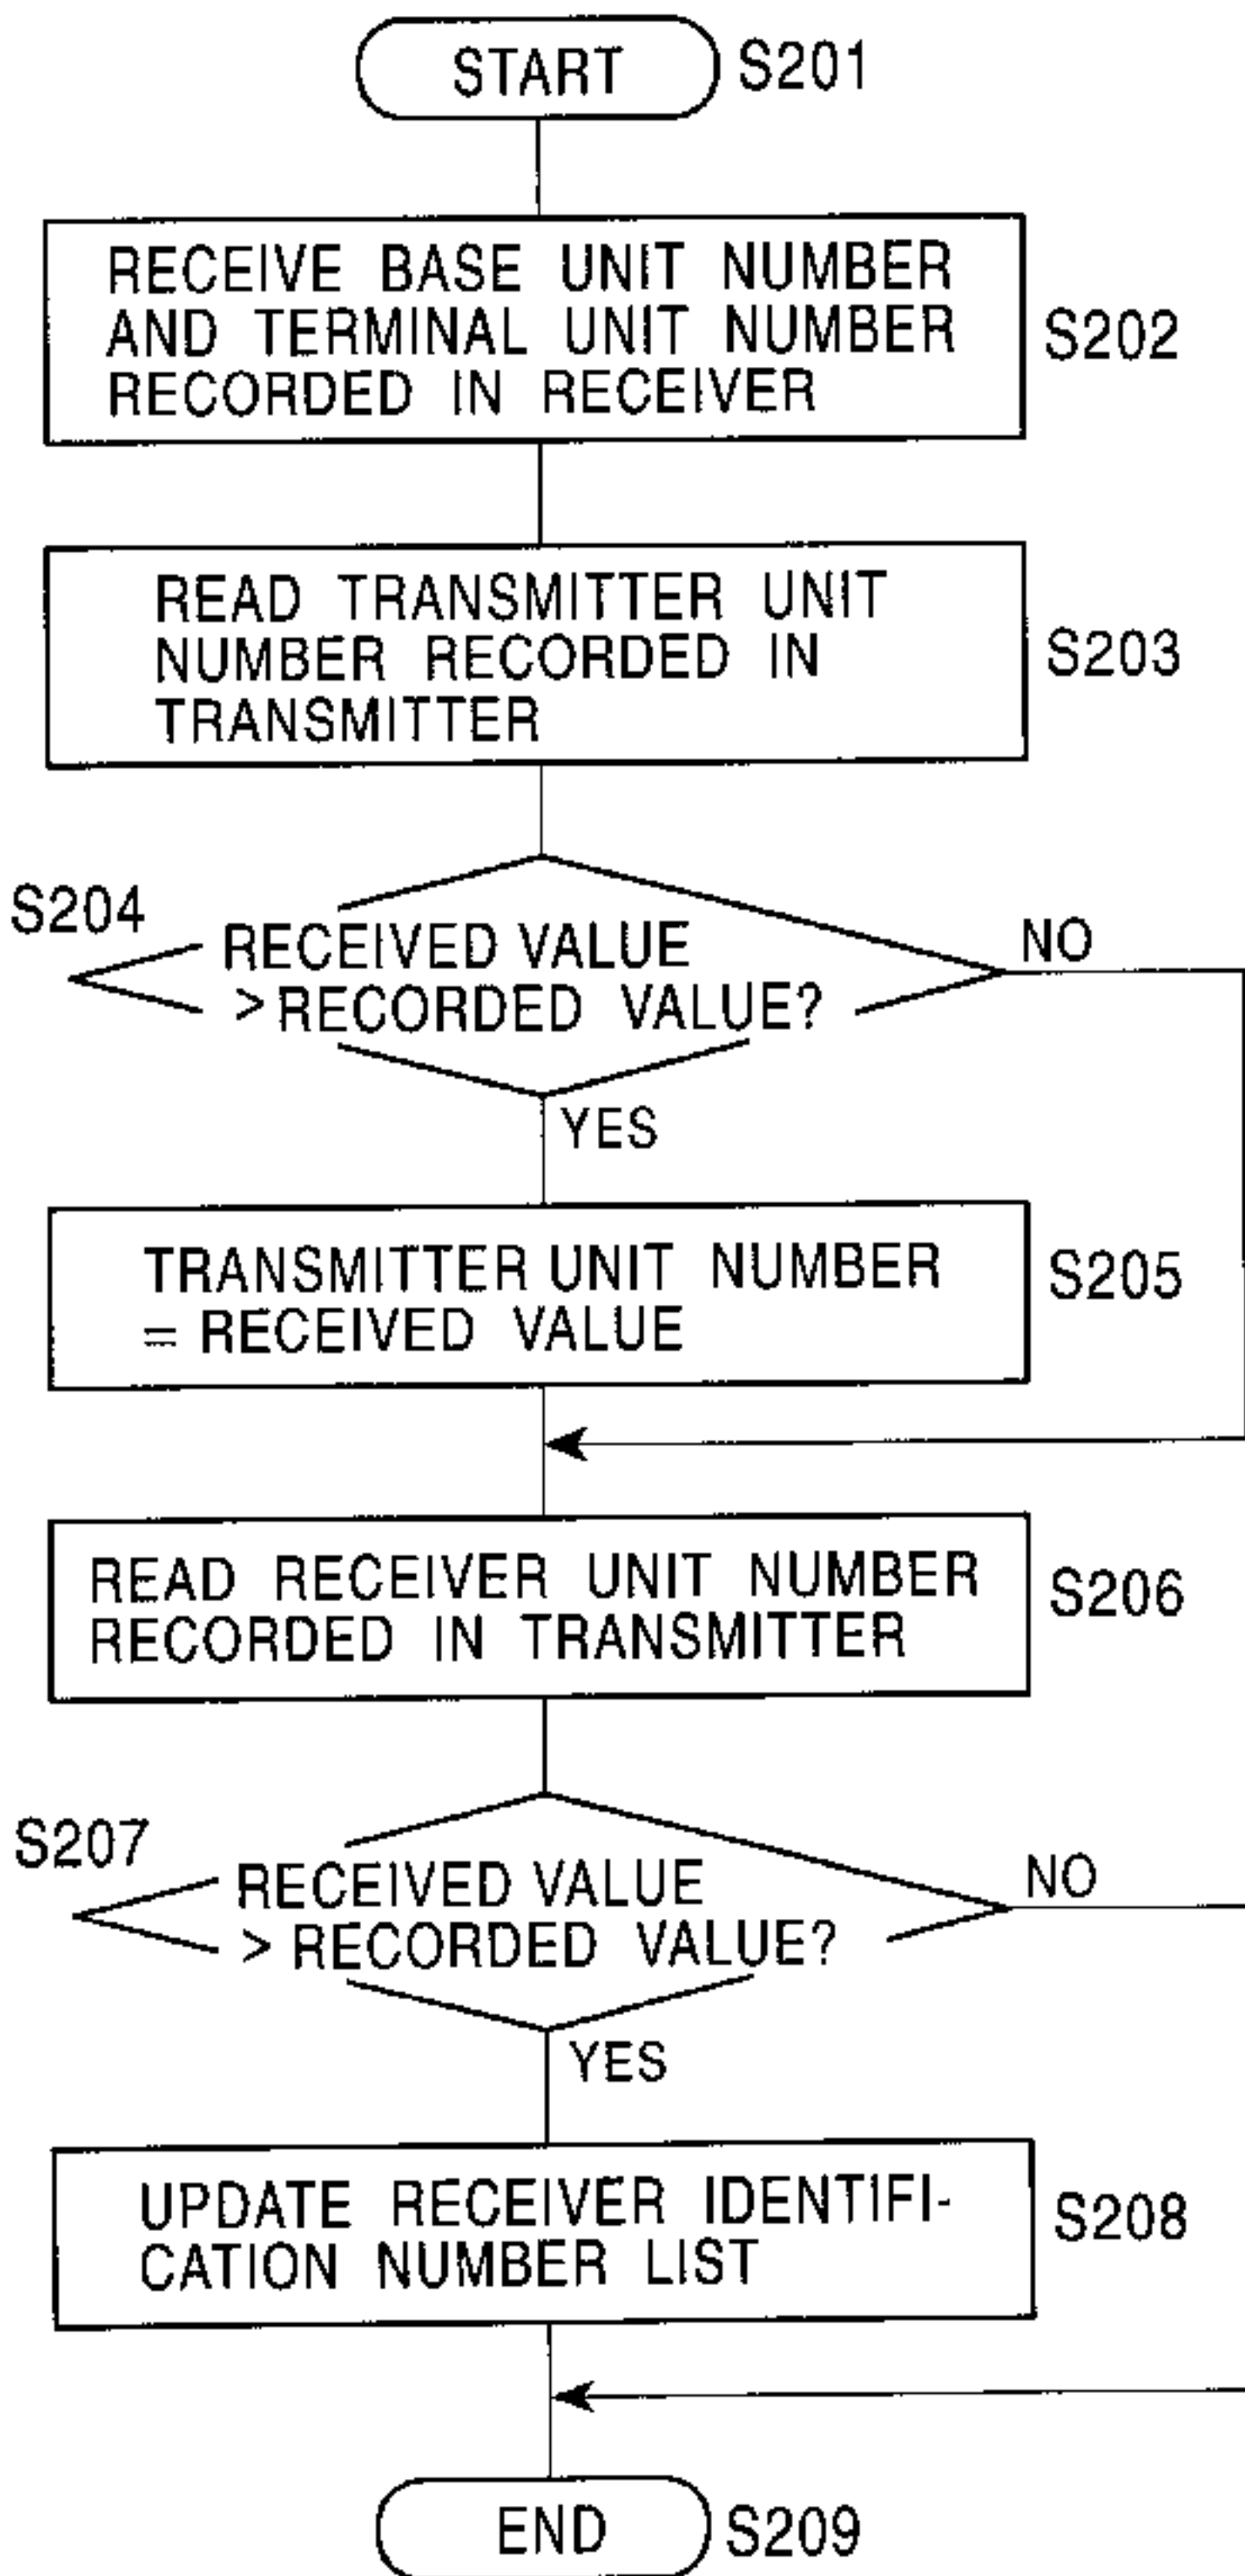 START
S201
RECEIVE BASE UNIT NUMBER
AND TERMINAL UNIT NUMBER
RECORDED IN RECEIVER
S202
READ TRANSMITTER UNIT
NUMBER RECORDED IN
TRANSMITTER
S203
S204
RECEIVED VALUE
> RECORDED VALUE?
NO
YES
TRANSMITTER UNIT NUMBER
= RECEIVED VALUE
S205
READ RECEIVER UNIT NUMBER
RECORDED IN TRANSMITTER
S206
S207
RECEIVED VALUE
> RECORDED VALUE?
NO
YES
UPDATE RECEIVER IDENTIFI-
CATION NUMBER LIST
S208
END
S209